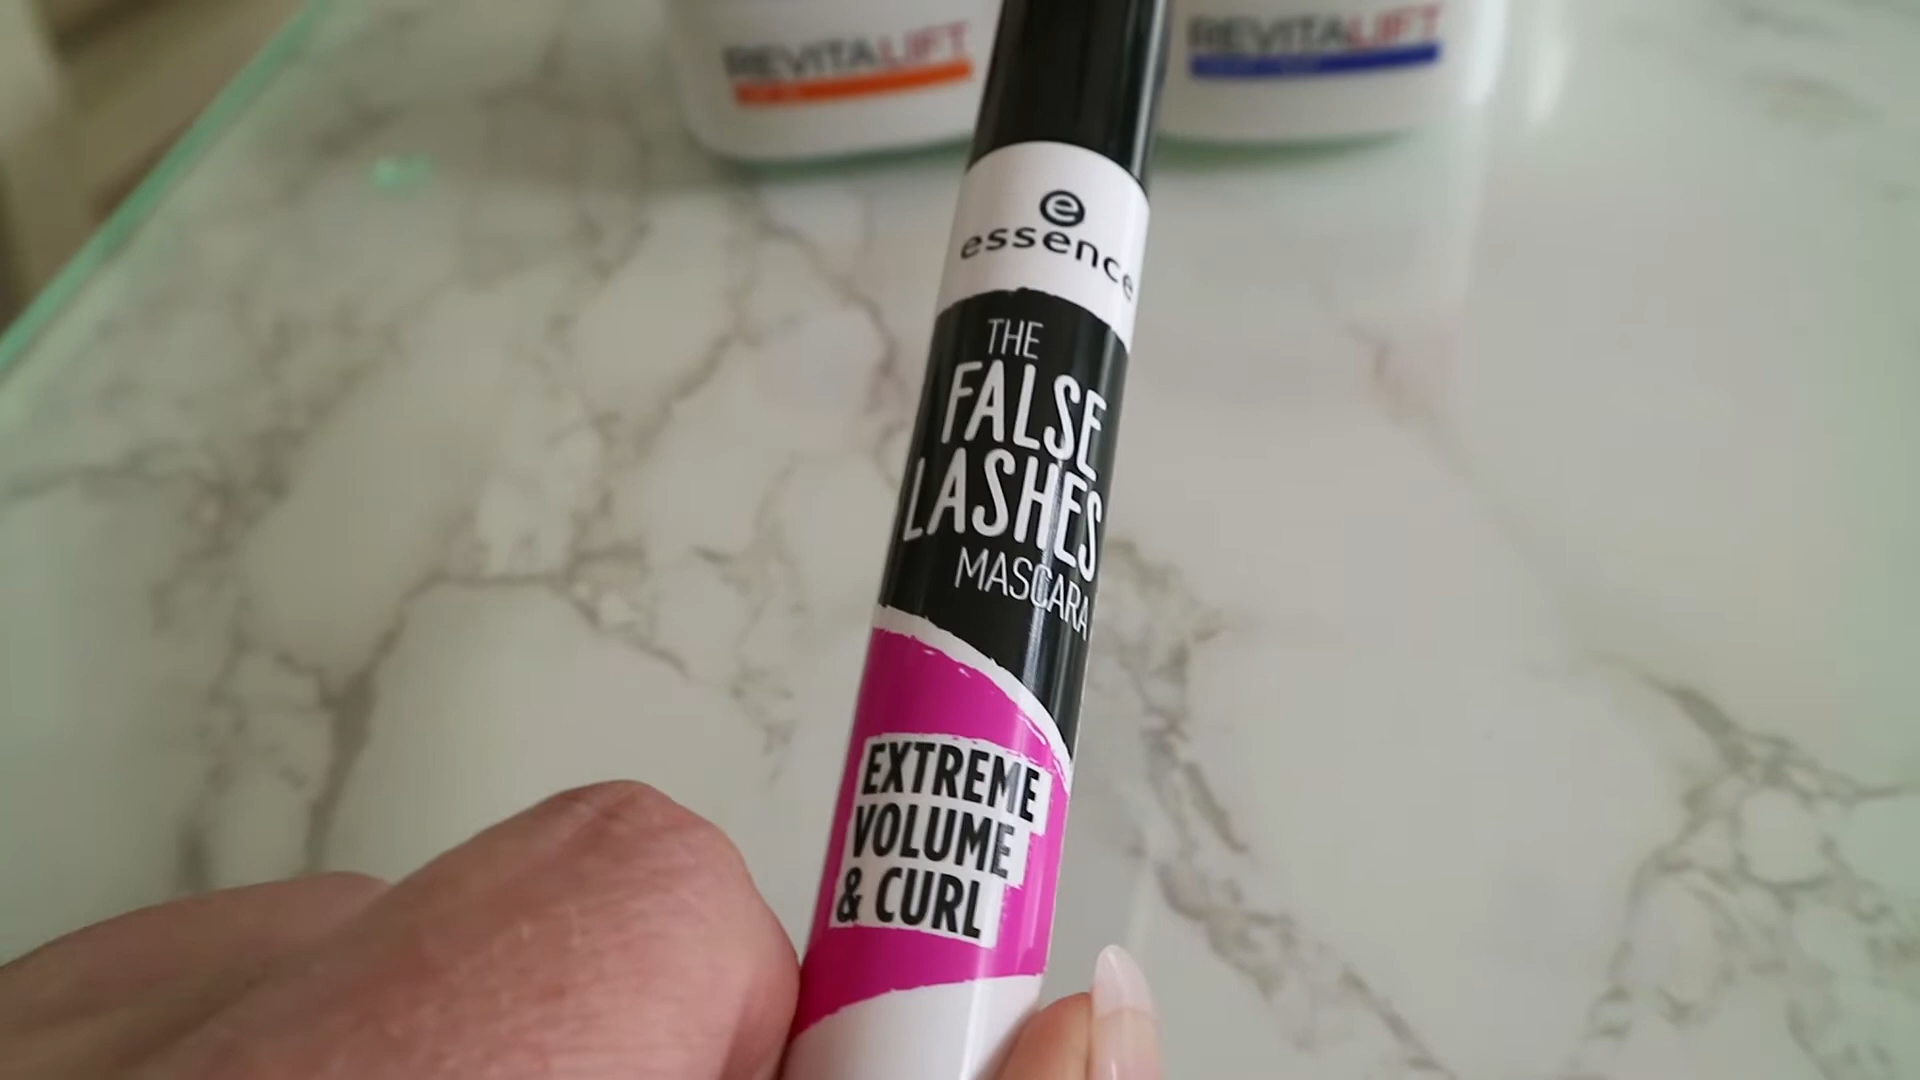 REVITALIFT
REVITALIFT
e
essence
THE
FALSE
LASHES
MASCARA
EXTREME
VOLUME
& CURL